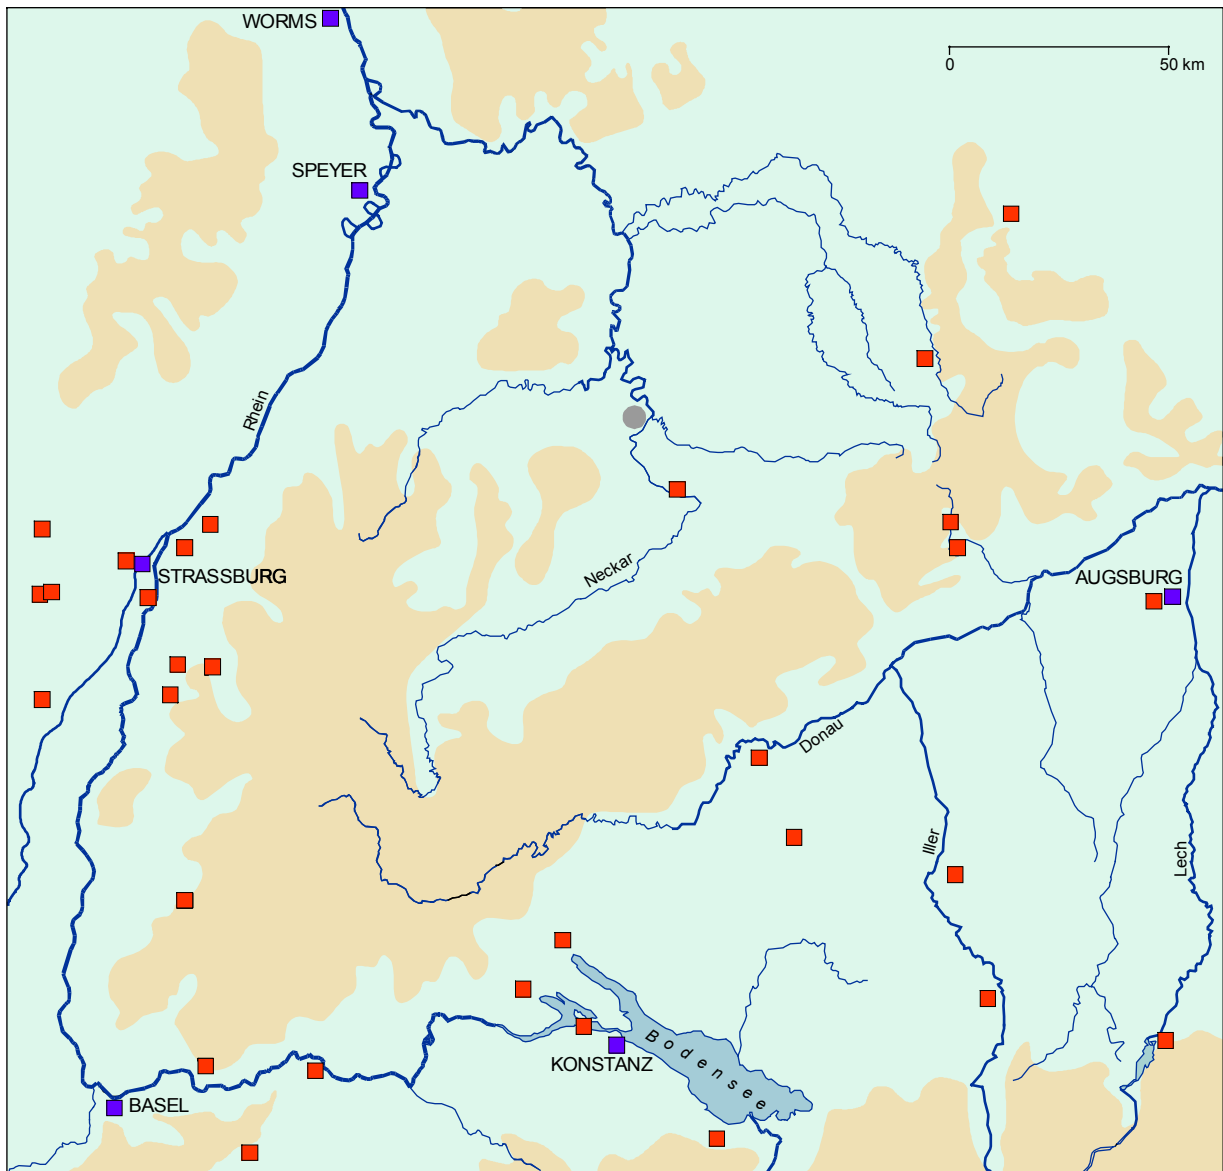 WORMS
0 50 km
SPEYER
Rhein
STRASSBURG
Neckar
AUGSBURG
Donau
Iller
Lech
Bodensee
KONSTANZ
BASEL